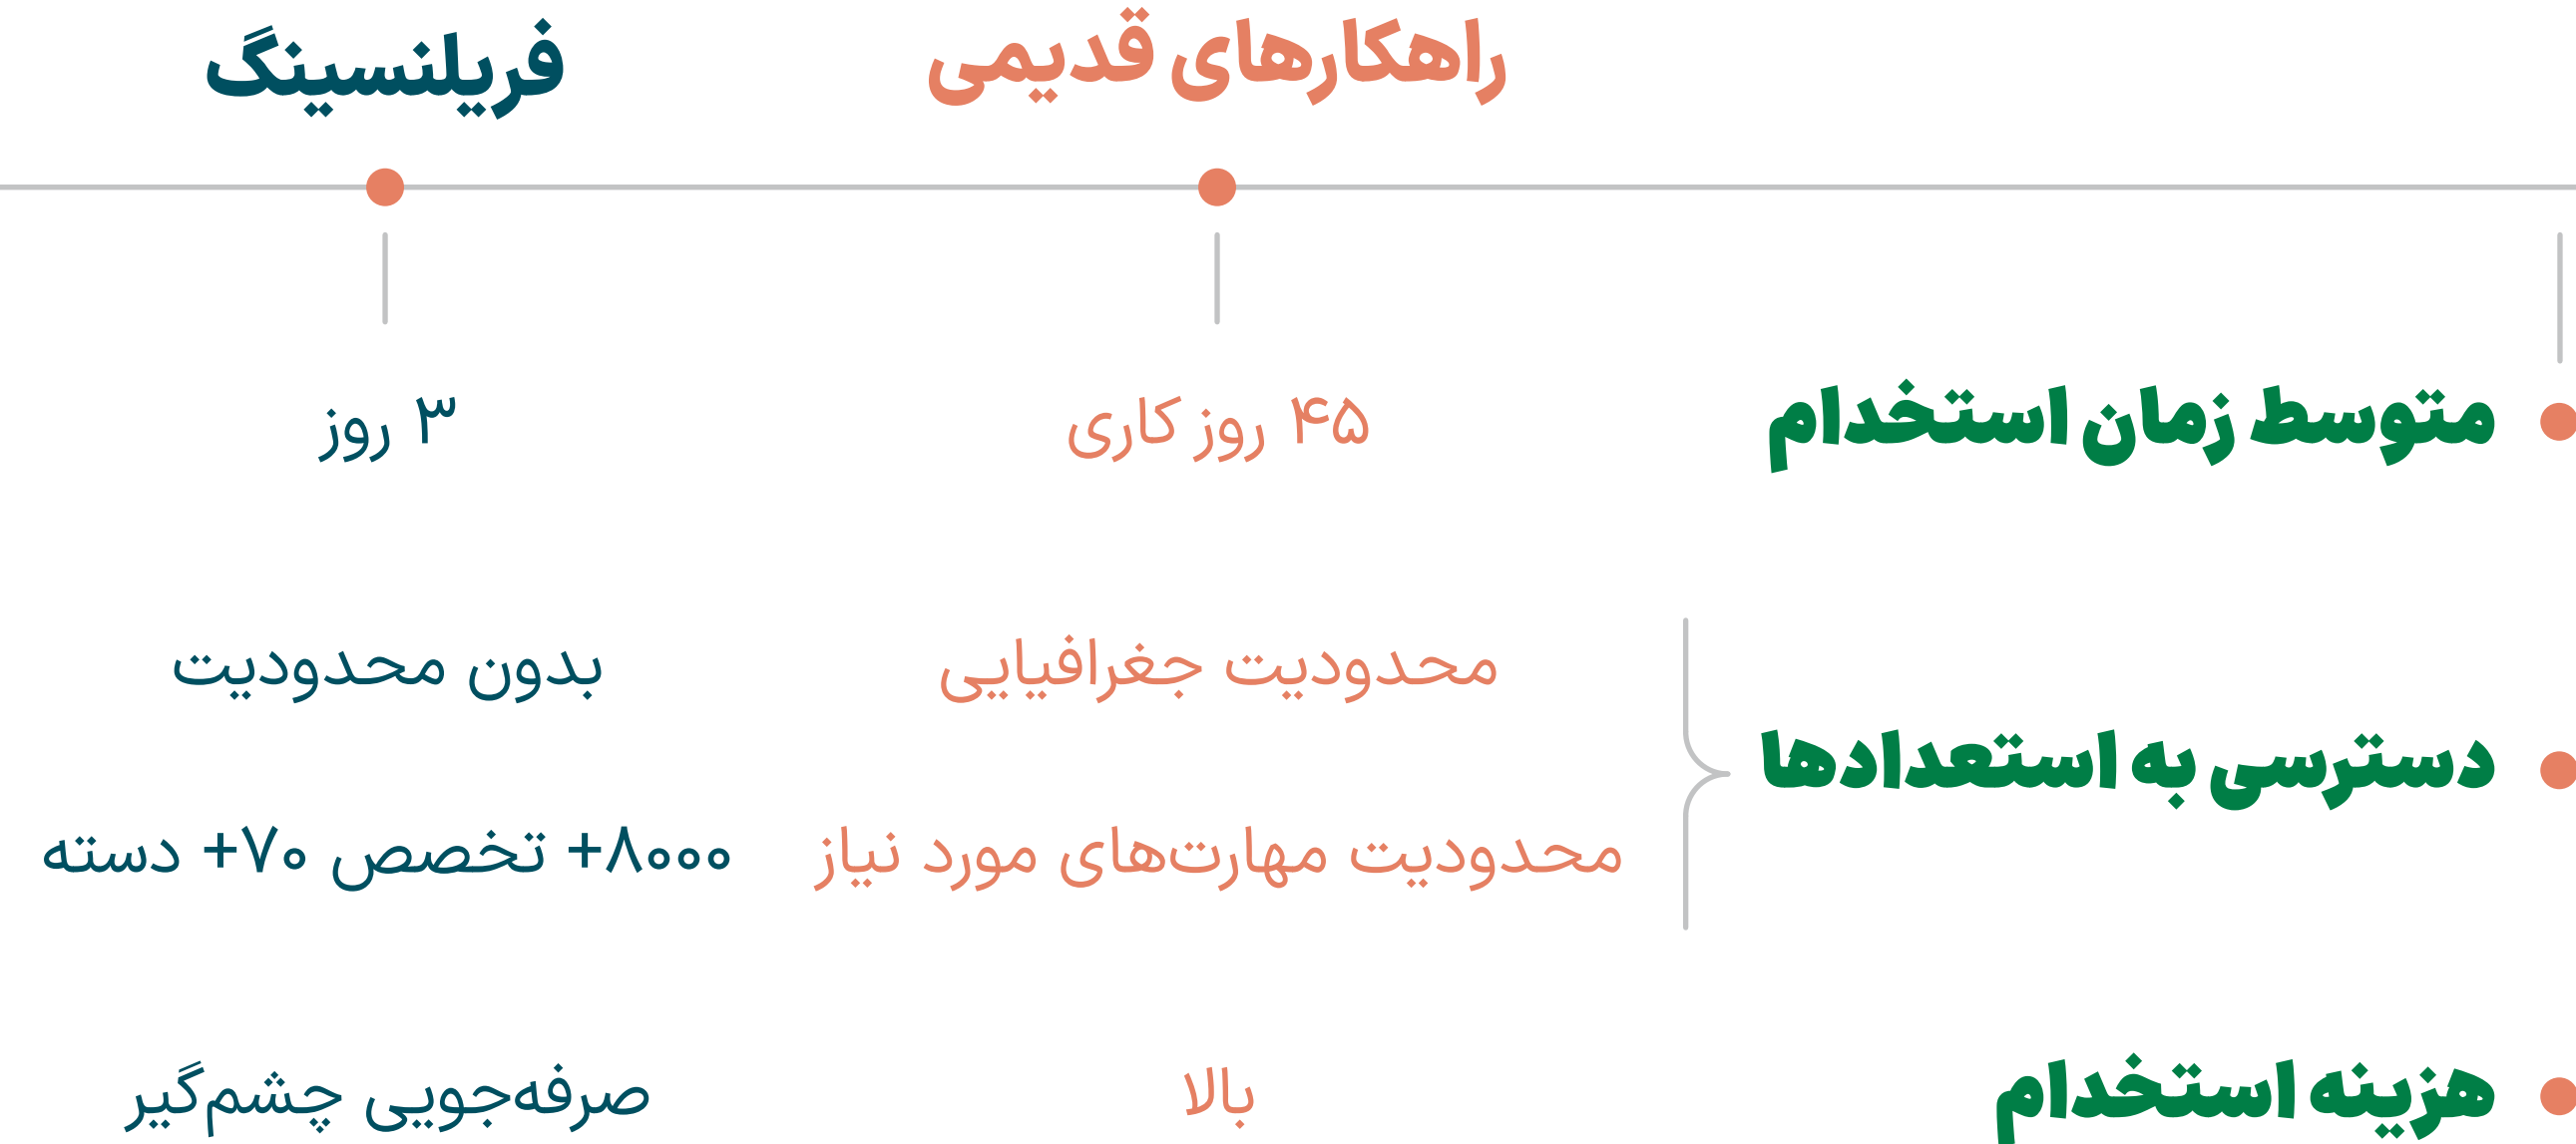 راهکارهای قدیمی
فریلنسینگ
متوسط زمان استخدام
۴۵ روز کاری
۳ روز
دسترسی به استعدادها
محدودیت جغرافیایی
بدون محدودیت
محدودیت مهارت‌های مورد نیاز
۸۰۰۰+ تخصص ۷۰+ دسته
هزینه استخدام
بالا
صرفه‌جویی چشم‌گیر